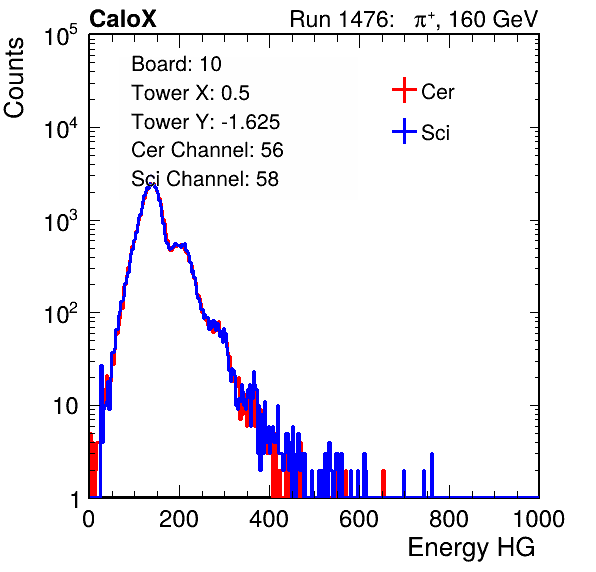 CaloX Run 1476: π⁺, 160 GeV
Counts
Board: 10
Tower X: 0.5
Tower Y: -1.625
Cer Channel: 56
Sci Channel: 58
Cer
Sci
10⁵
10⁴
10³
10²
10
1
0 200 400 600 800 1000
Energy HG